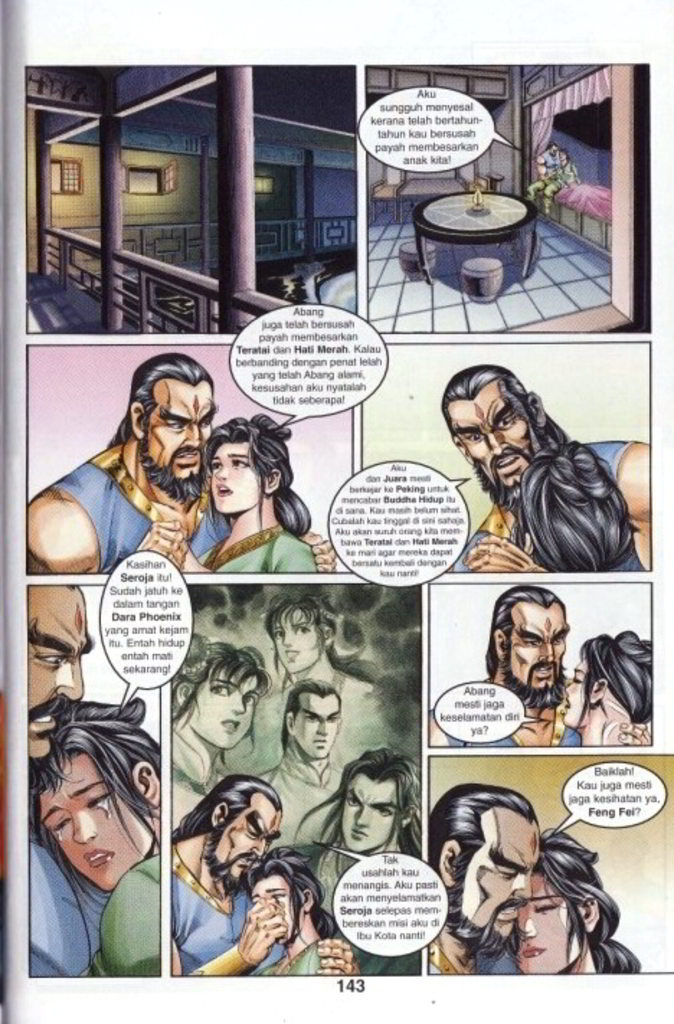 Aku
sungguh menyesal
kerana telah bertahun-
tahun kau bersusah
payah membesarkan
anak kita!
Abang
juga telah bersusah
payah membesarkan
Teratai dan Hati Merah. Kalau
berbanding dengan penat lelah
yang telah Abang alami,
kesusahan aku nyatalah
tidak seberapa!
Aku
dan Juara mesti
berkejar ke Peking untuk
mencabar Buddha Hidup
di sana. Kau masih belum sihat.
Cubalah kau tinggal di sini sahaja.
Aku akan suruh orang kita mem-
bawa Teratai dan Hati Merah
ke mari agar mereka dapat
bersatu semula dengan
kau nanti!
Kasihan
Seroja itu!
Sudah jatuh ke
dalam tangan
Dara Phoenix
yang amat kejam
itu. Entah hidup
entah mati
sekarang!
Tak
usahlah kau
menangis. Aku pasti
akan menyelamatkan
Seroja selepas mem-
bereskan misi aku di
Ibu Kota nanti!
Abang
mesti jaga
keselamatan diri
ya?
Baiklah!
Kau juga mesti
jaga kesihatan ya,
Feng Fei?
143